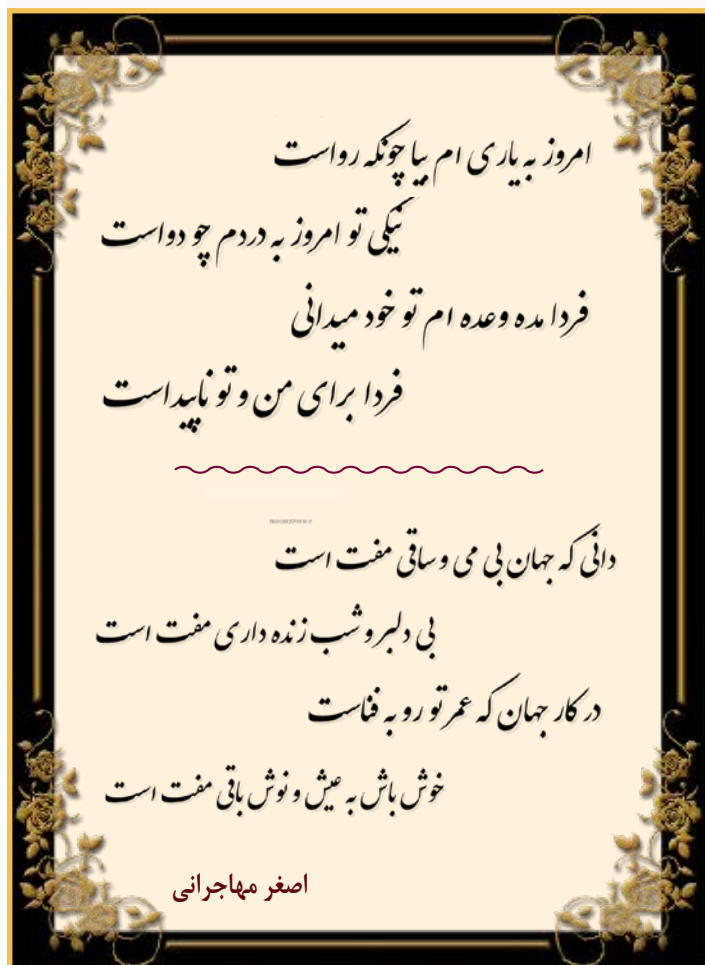 امروز به یاری ام بیا چونکه رواست
نیکی تو امروز به دردم چو دواست
فردا مده وعده ام تو خود میدانی
فردا برای من و تو ناپیداست
دانی که جهان بی می و ساقی مفت است
بی دلبر و شب زنده داری مفت است
در کار جهان که عمر تو رو به فناست
خوش باش به عیش و نوش باقی مفت است
اصغر مهاجرانی